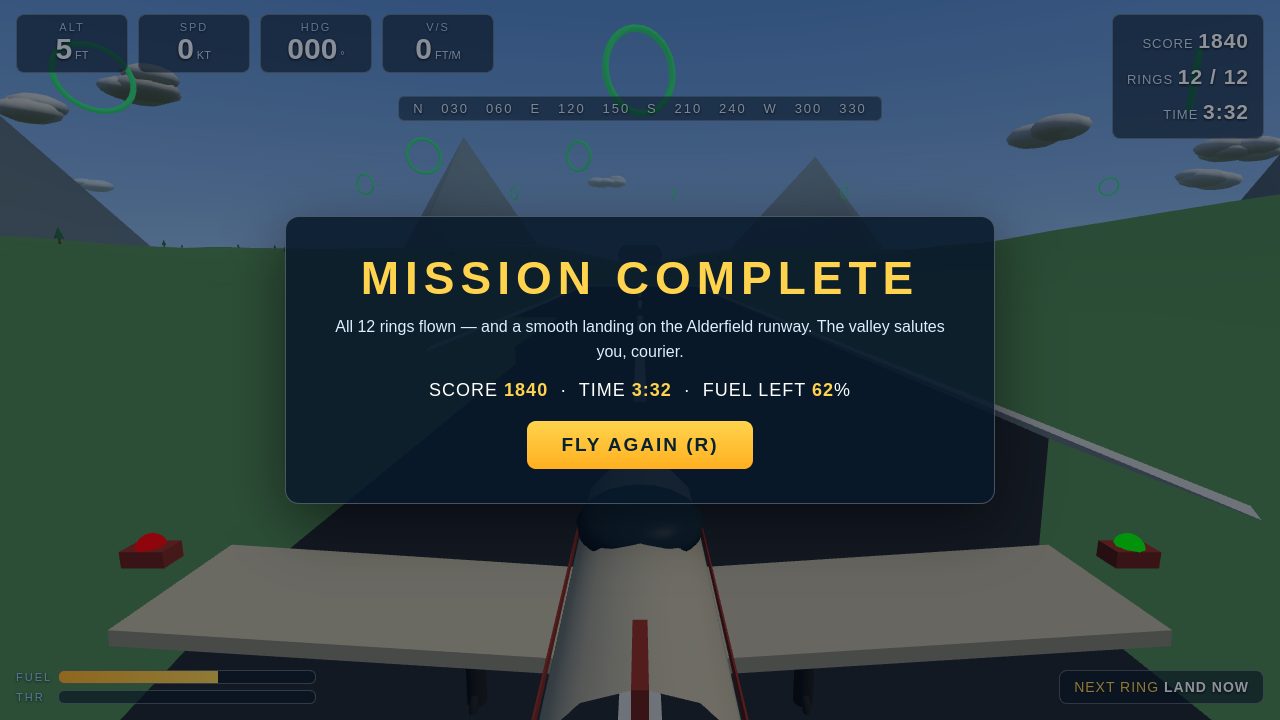 ALT
5 FT
SPD
0 KT
HDG
000 °
V/S
0 FT/M
SCORE 1840
RINGS 12 / 12
TIME 3:32
N 030 060 E 120 150 S 210 240 W 300 330
MISSION COMPLETE
All 12 rings flown — and a smooth landing on the Alderfield runway. The valley salutes
you, courier.
SCORE 1840 · TIME 3:32 · FUEL LEFT 62%
FLY AGAIN (R)
FUEL
THR
NEXT RING LAND NOW